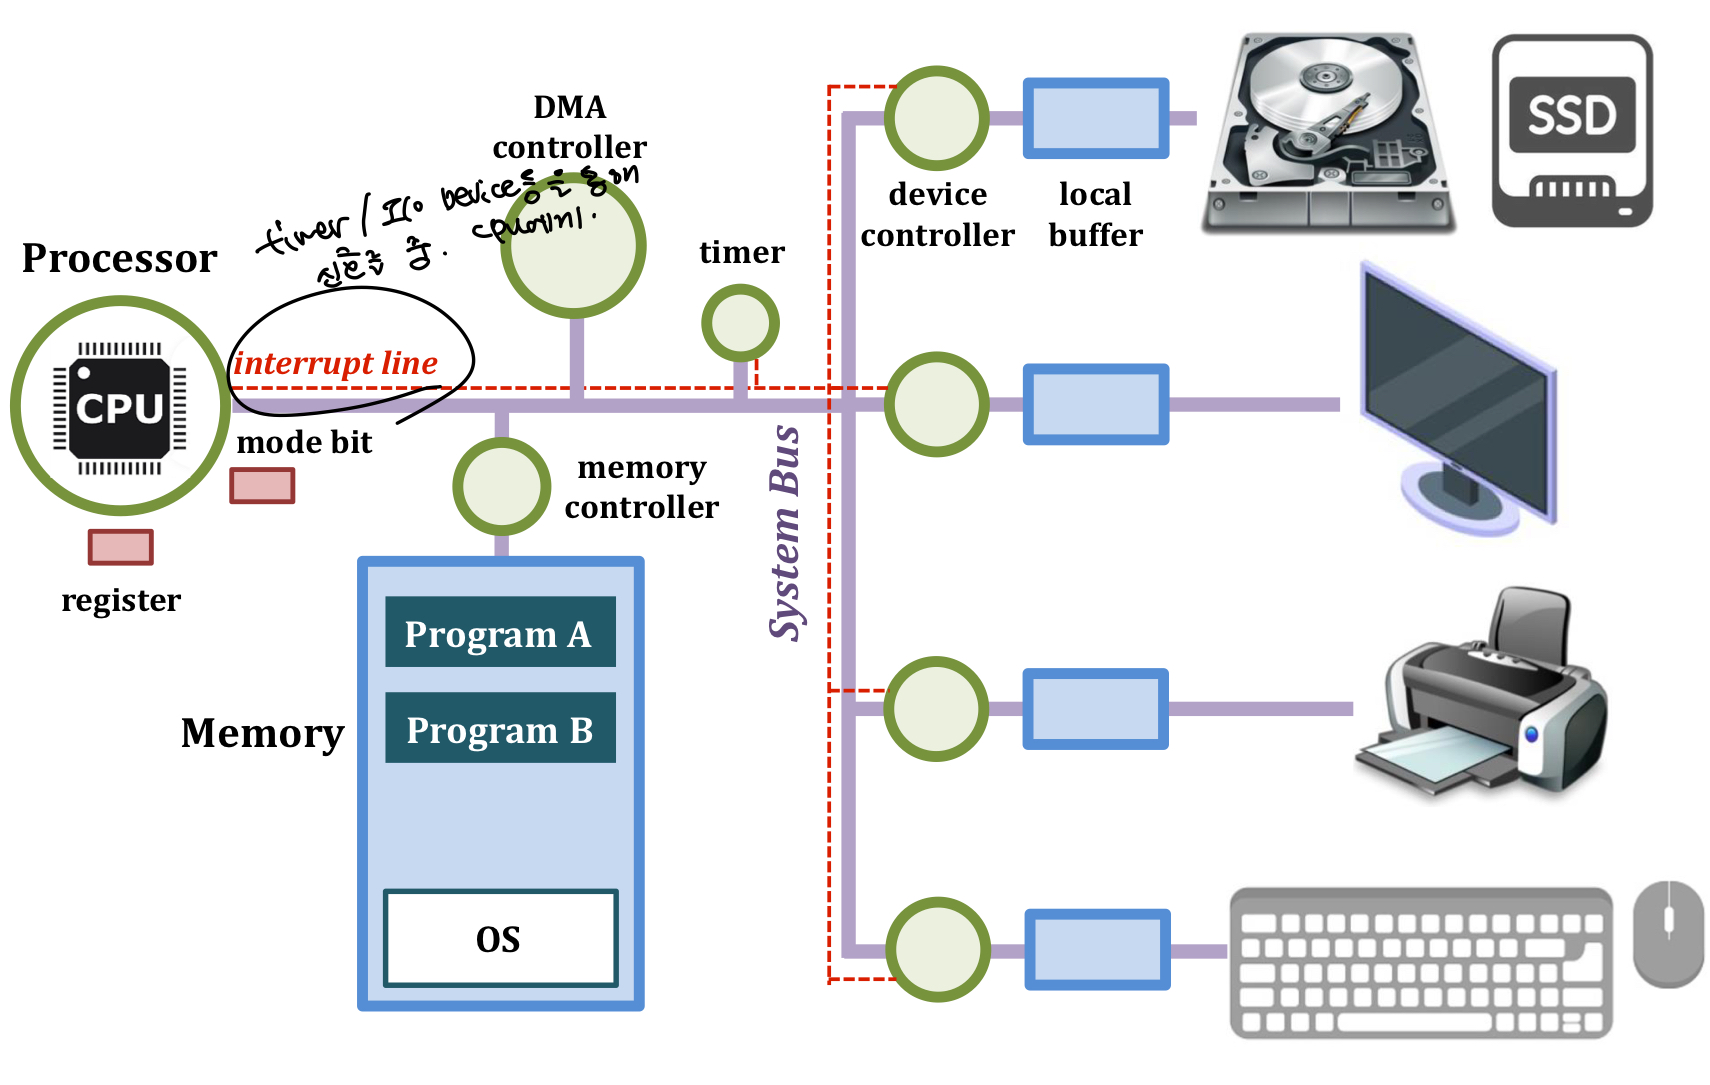 DMA
controller
timer / I/O Device등은 통해
신호를 줌. CPU에게.
timer
Processor
interrupt line
CPU
mode bit
register
memory
controller
Program A
Program B
Memory
OS
System Bus
device
controller
local
buffer
SSD